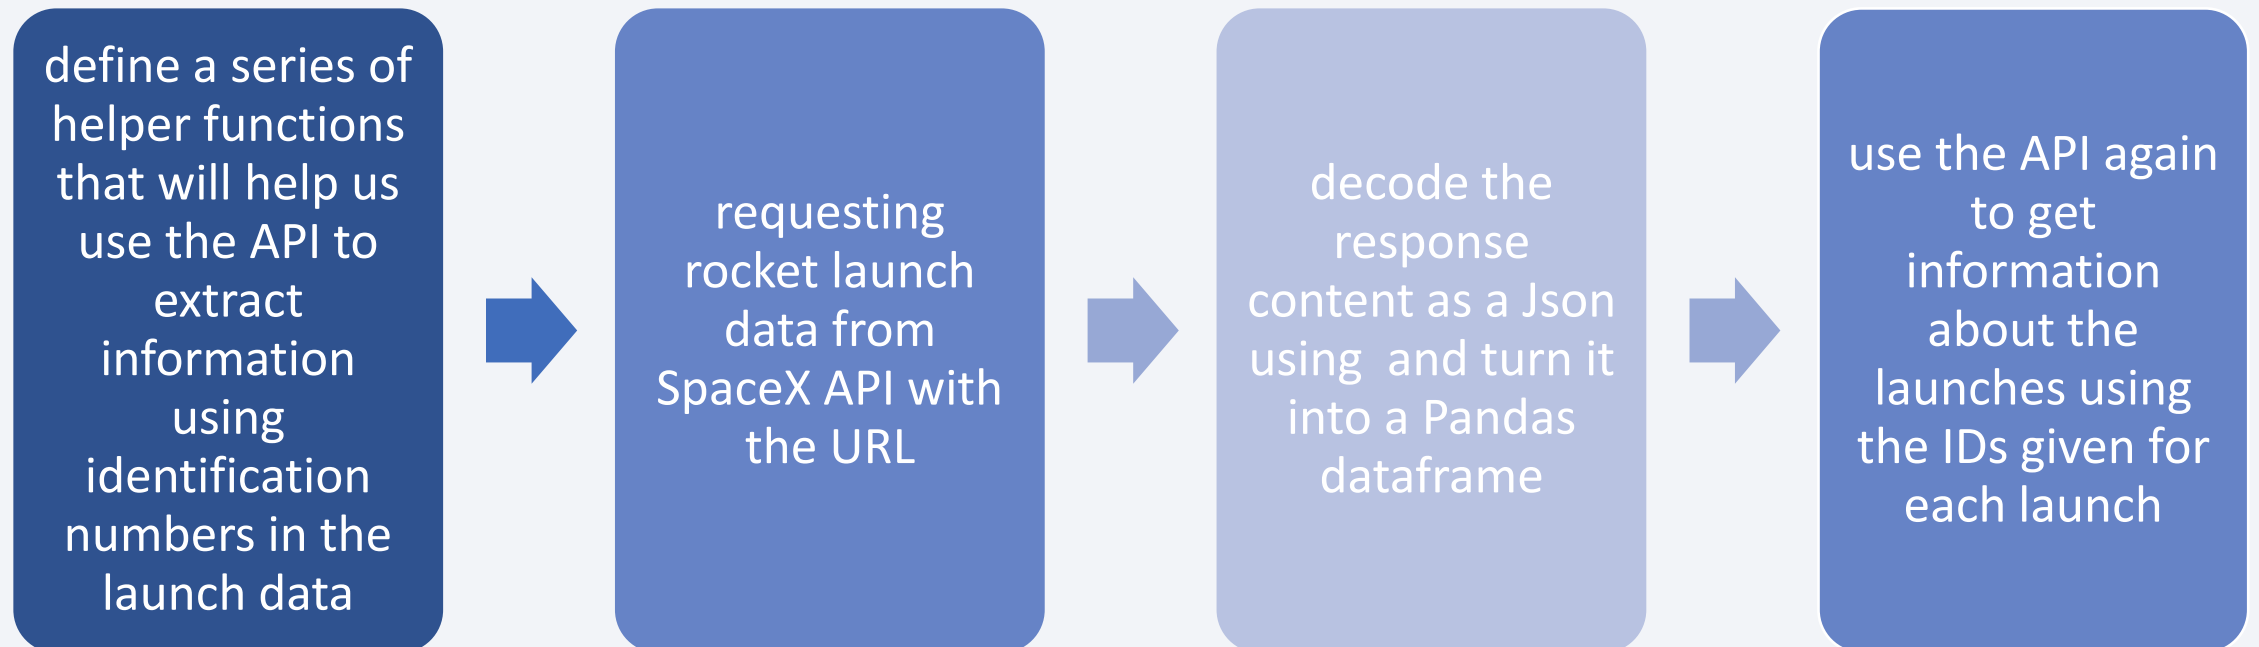 define a series of
helper functions
that will help us
use the API to
extract
information
using
identification
numbers in the
launch data
requesting
rocket launch
data from
SpaceX API with
the URL
decode the
response
content as a Json
using  and turn it
into a Pandas
dataframe
use the API again
to get
information
about the
launches using
the IDs given for
each launch